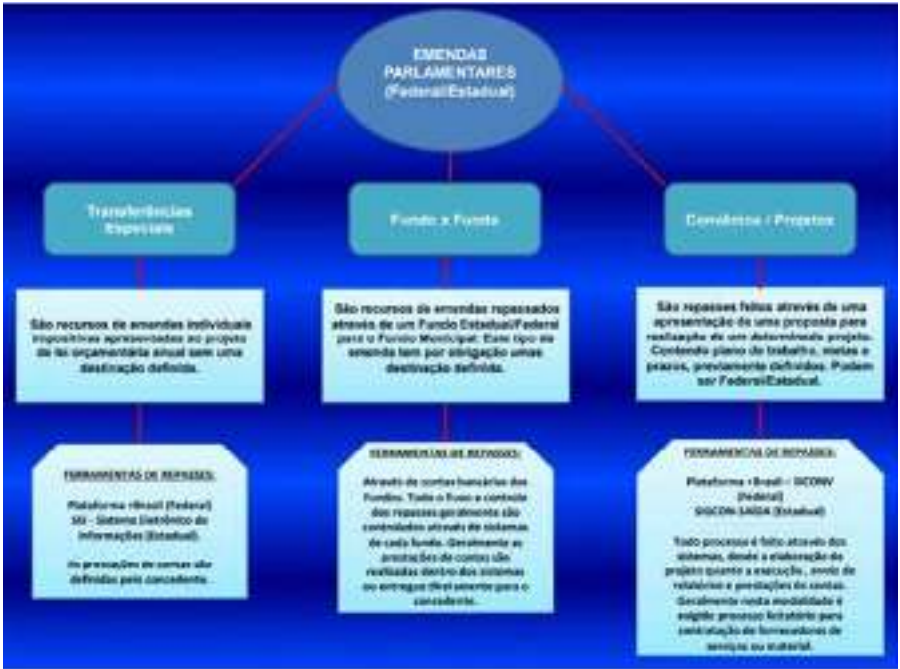 EMENDAS
PARLAMENTARES
(Federal/Estadual)
Transferências
Especiais
São recursos de emendas individuais
impositivas apresentadas ao projeto
de lei orçamentária anual sem uma
destinação definida.
FERRAMENTAS DE REPASSES:
Plataforma +Brasil (Federal)
SEI - Sistema Eletrônico de
Informações (Estadual).
As prestações de contas são
definidas pelo concedente.
Fundo x Fundo
São recursos de emendas repassados
através de um Fundo Estadual/Federal
para o Fundo Municipal. Esse tipo de
emenda tem por obrigação umas
destinação definida.
FERRAMENTAS DE REPASSES:
Através de contas bancárias dos
Fundos. Todo o fluxo e controle
dos repasses geralmente são
controlados através de sistemas
de cada fundo. Geralmente as
prestações de contas são
realizadas dentro dos sistemas
ou entregue diretamente para o
concedente.
Convênios / Projetos
São repasses feitos através de uma
apresentação de uma proposta para
realização de um determinado projeto.
Contendo plano de trabalho, metas e
prazos, previamente definidos. Podem
ser Federal/Estadual.
FERRAMENTAS DE REPASSES:
Plataforma +Brasil – SICONV
(Federal)
SIGCON-SAÍDA (Estadual)
Todo processo é feito através dos
sistemas, desde a elaboração do
projeto quanto a execução, envio de
relatórios e prestações de contas.
Geralmente nesta modalidade é
exigido processo licitatório para
contratação de fornecedores de
serviços ou material.